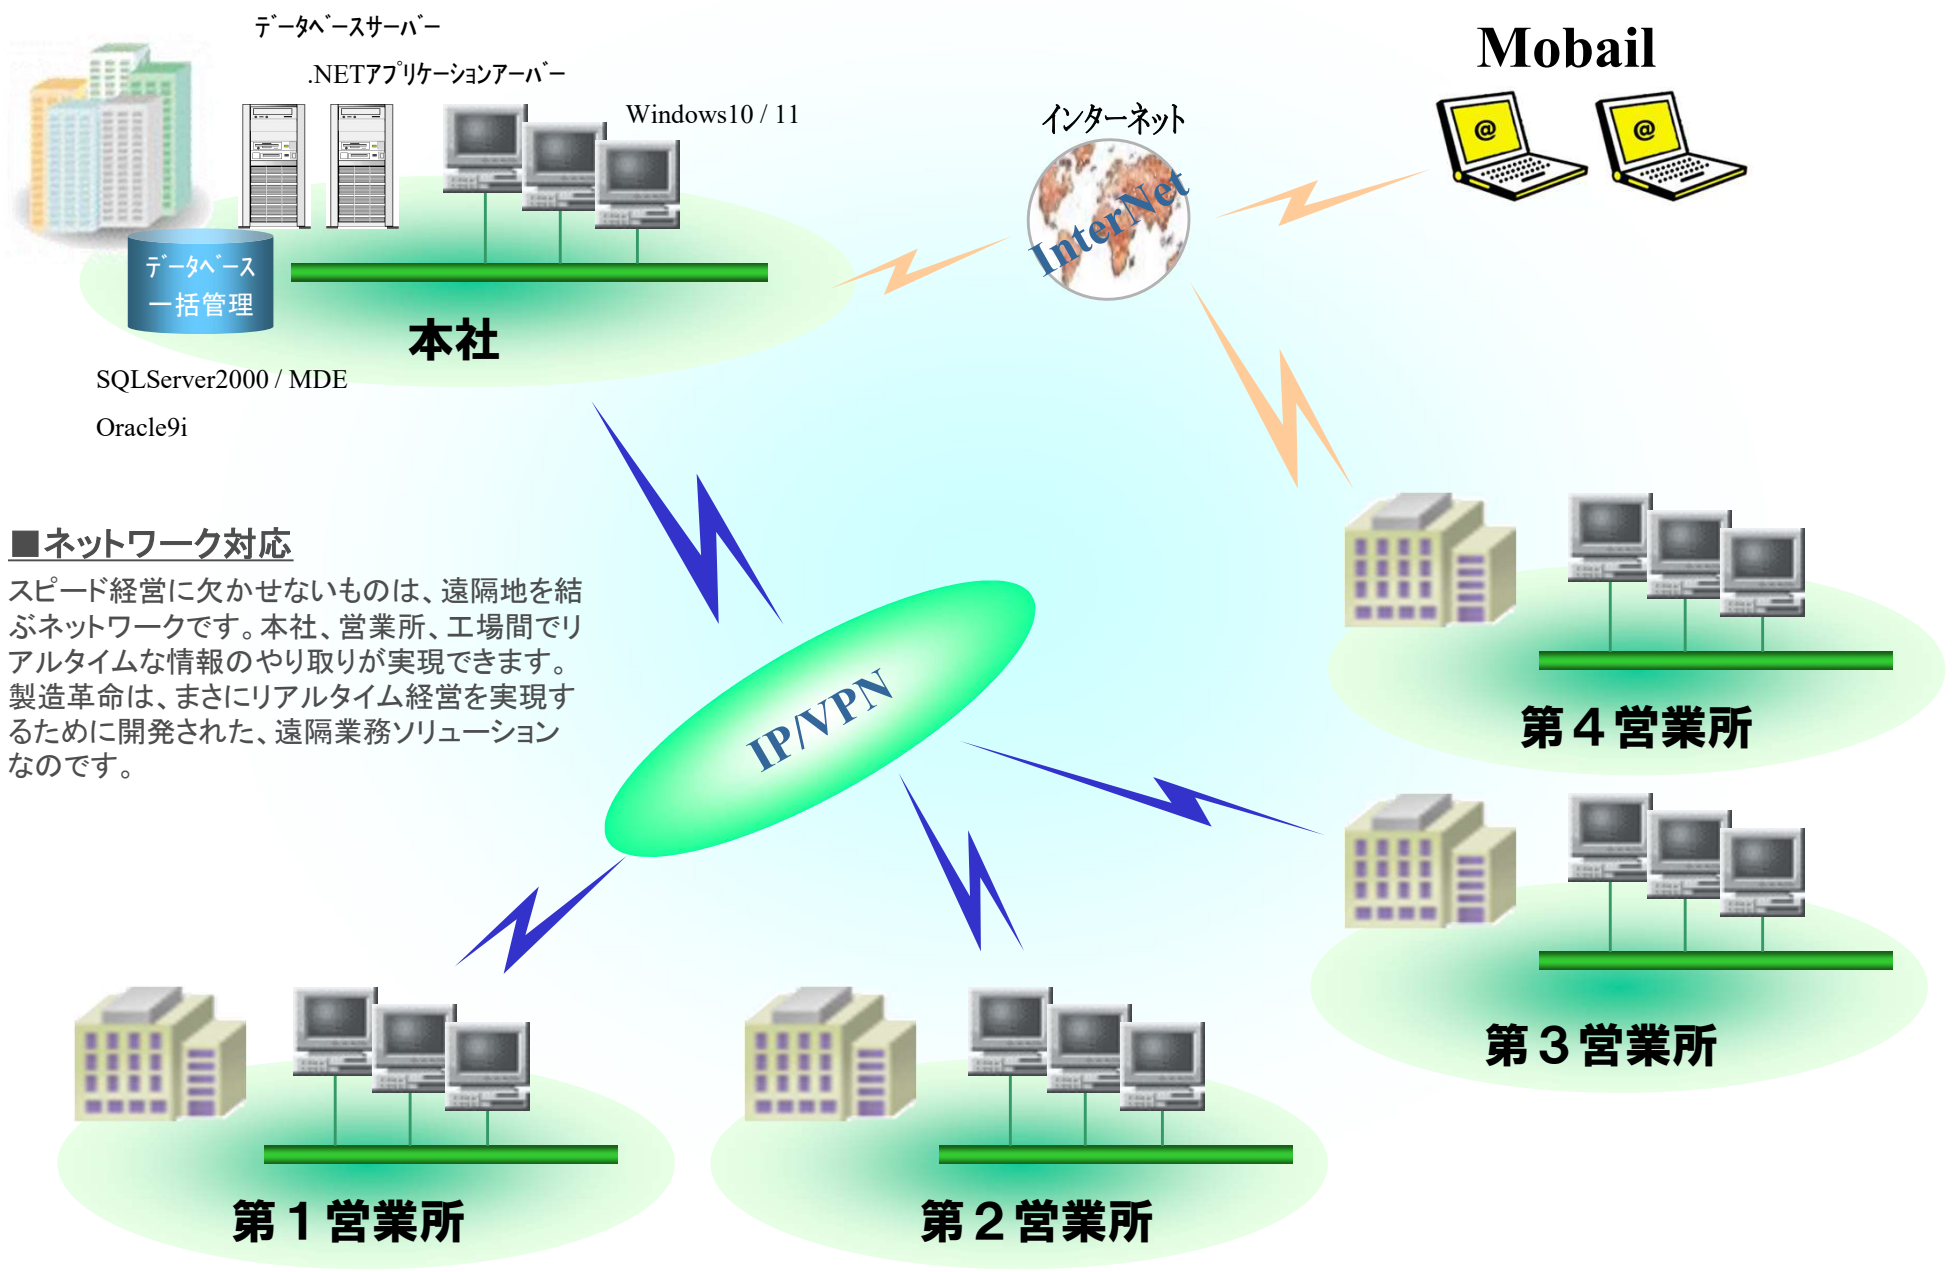 ﾃﾞｰﾀﾍﾞｰｽｻｰﾊﾞｰ
.NETｱﾌﾟﾘｹｰｼｮﾝｱｰﾊﾞｰ
Windows10 / 11
ﾃﾞｰﾀﾍﾞｰｽ
一括管理
本社
SQLServer2000 / MDE
Oracle9i
インターネット
InterNet
Mobail
@
@
■ネットワーク対応
スピード経営に欠かせないものは、遠隔地を結
ぶネットワークです。本社、営業所、工場間でリ
アルタイムな情報のやり取りが実現できます。
製造革命は、まさにリアルタイム経営を実現す
るために開発された、遠隔業務ソリューション
なのです。
IP/VPN
第４営業所
第３営業所
第１営業所
第２営業所